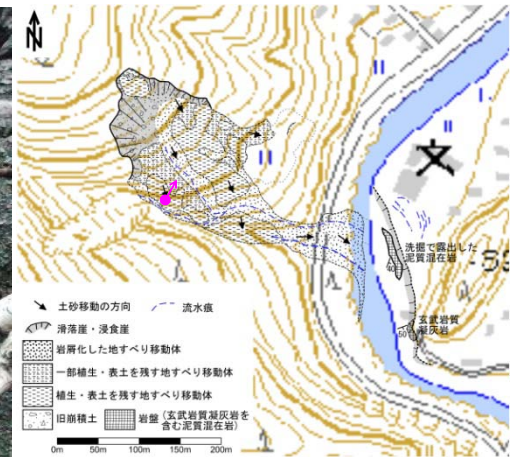 N
洗掘で露出した
泥質混在岩
40
玄武岩質
凝灰岩
50
土砂移動の方向
流水痕
滑落崖・浸食崖
岩屑化した地すべり移動体
一部植生・表土を残す地すべり移動体
植生・表土を残す地すべり移動体
旧崩積土
岩盤(玄武岩質凝灰岩を
含む泥質混在岩)
0m 50m 100m 150m 200m